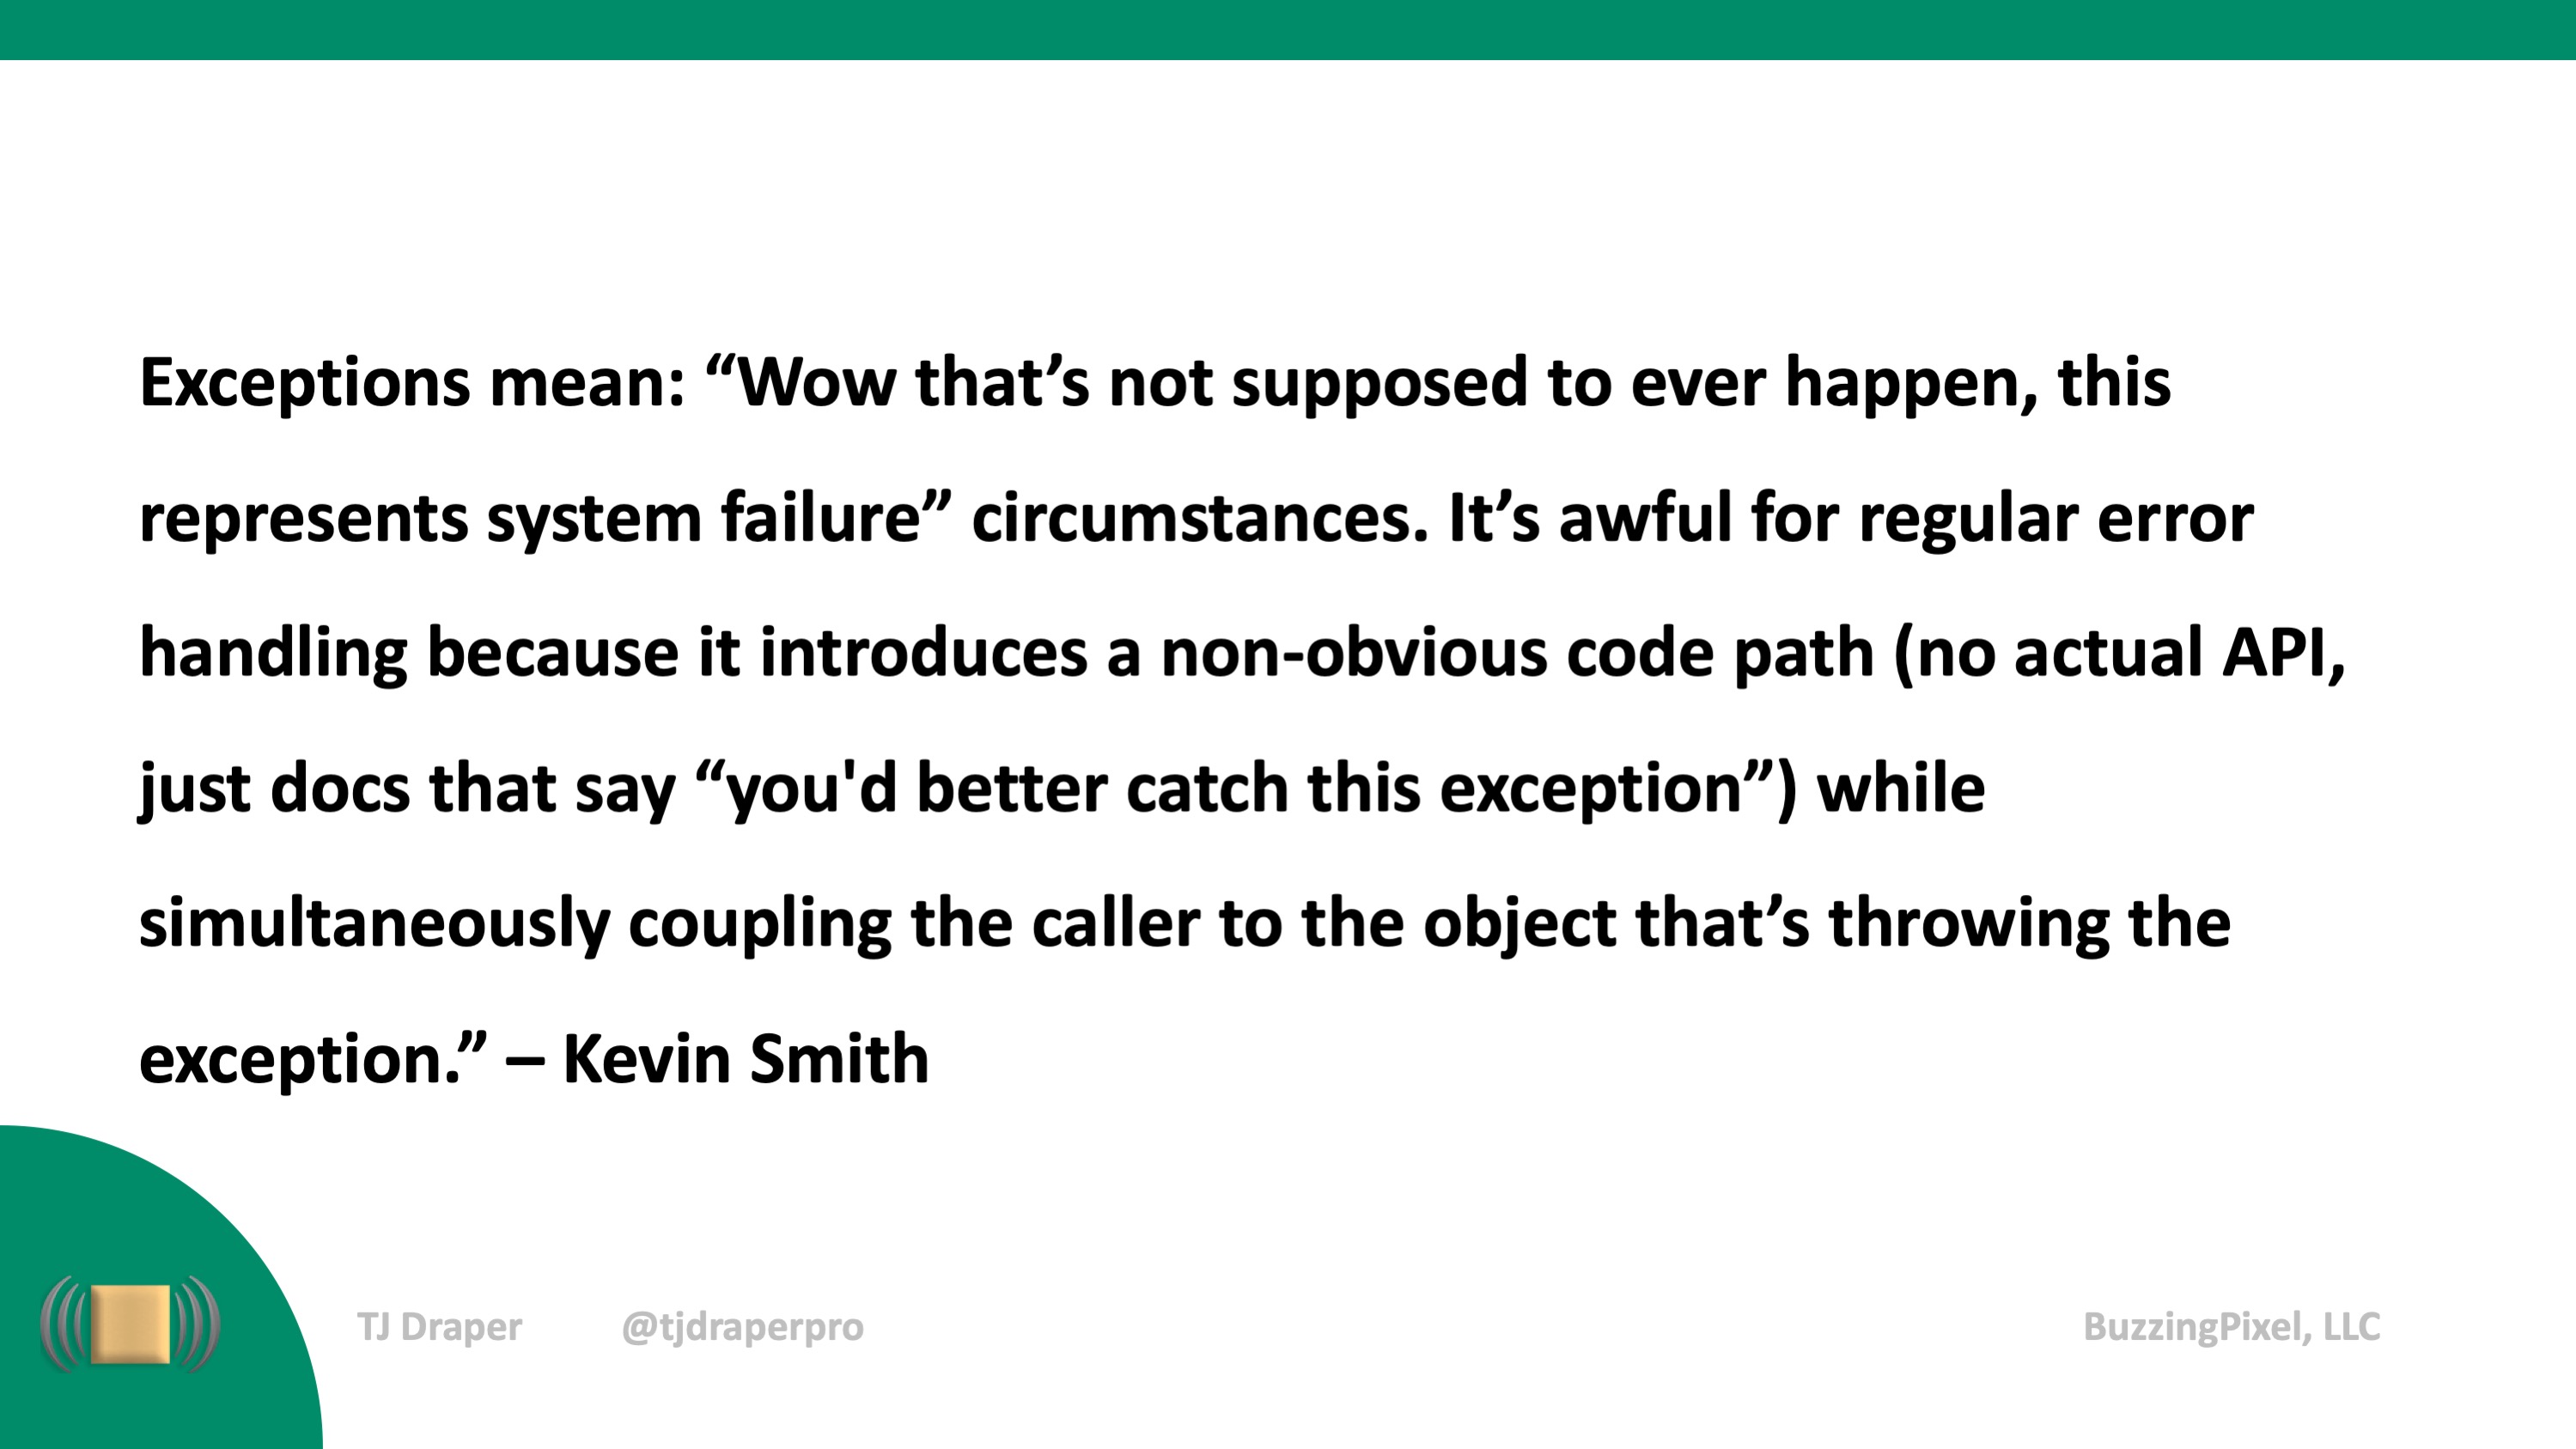 Exceptions mean: “Wow that’s not supposed to ever happen, this
represents system failure” circumstances. It’s awful for regular error
handling because it introduces a non-obvious code path (no actual API,
just docs that say “you'd better catch this exception”) while
simultaneously coupling the caller to the object that’s throwing the
exception.” – Kevin Smith
TJ Draper @tjdraperpro BuzzingPixel, LLC